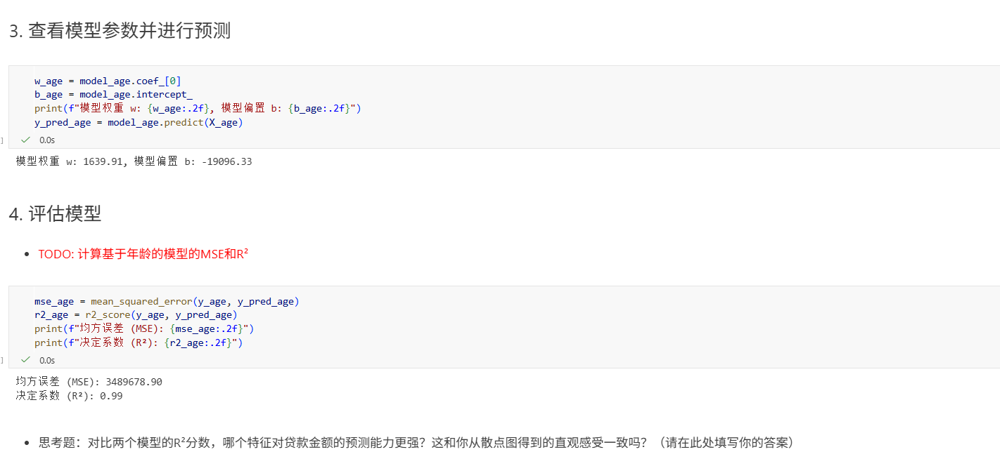 3. 查看模型参数并进行预测
w_age = model_age.coef_[0]
b_age = model_age.intercept_
print(f"模型权重 w: {w_age:.2f}, 模型偏置 b: {b_age:.2f}")
y_pred_age = model_age.predict(X_age)
] ✓ 0.0s
模型权重 w: 1639.91, 模型偏置 b: -19096.33
4. 评估模型
• TODO: 计算基于年龄的模型的MSE和R²
mse_age = mean_squared_error(y_age, y_pred_age)
r2_age = r2_score(y_age, y_pred_age)
print(f"均方误差 (MSE): {mse_age:.2f}")
print(f"决定系数 (R²): {r2_age:.2f}")
] ✓ 0.0s
均方误差 (MSE): 3489678.90
决定系数 (R²): 0.99
• 思考题：对比两个模型的R²分数，哪个特征对贷款金额的预测能力更强？这和你从散点图得到的直观感受一致吗？（请在此处填写你的答案）